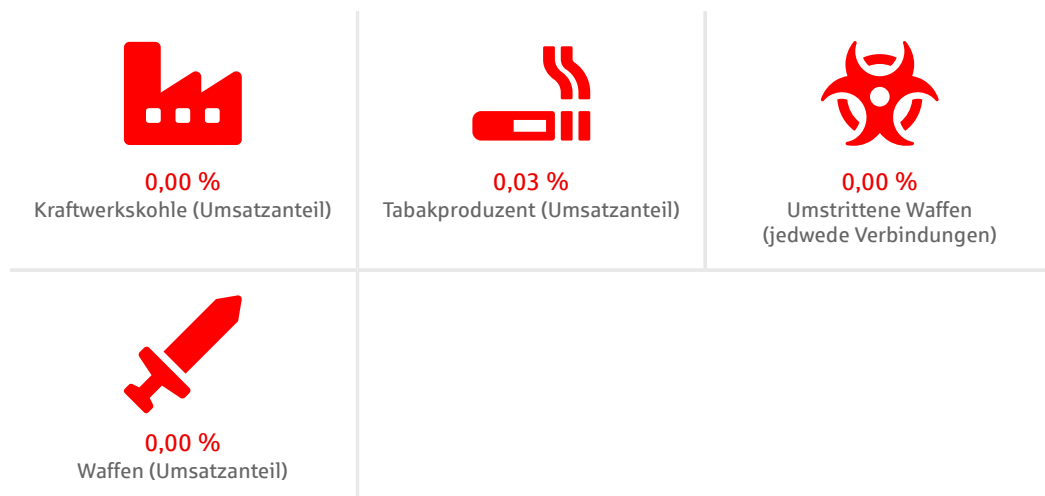 0,00 %
Kraftwerkskohle (Umsatzanteil)
0,03 %
Tabakproduzent (Umsatzanteil)
0,00 %
Umstrittene Waffen
(jedwede Verbindungen)
0,00 %
Waffen (Umsatzanteil)